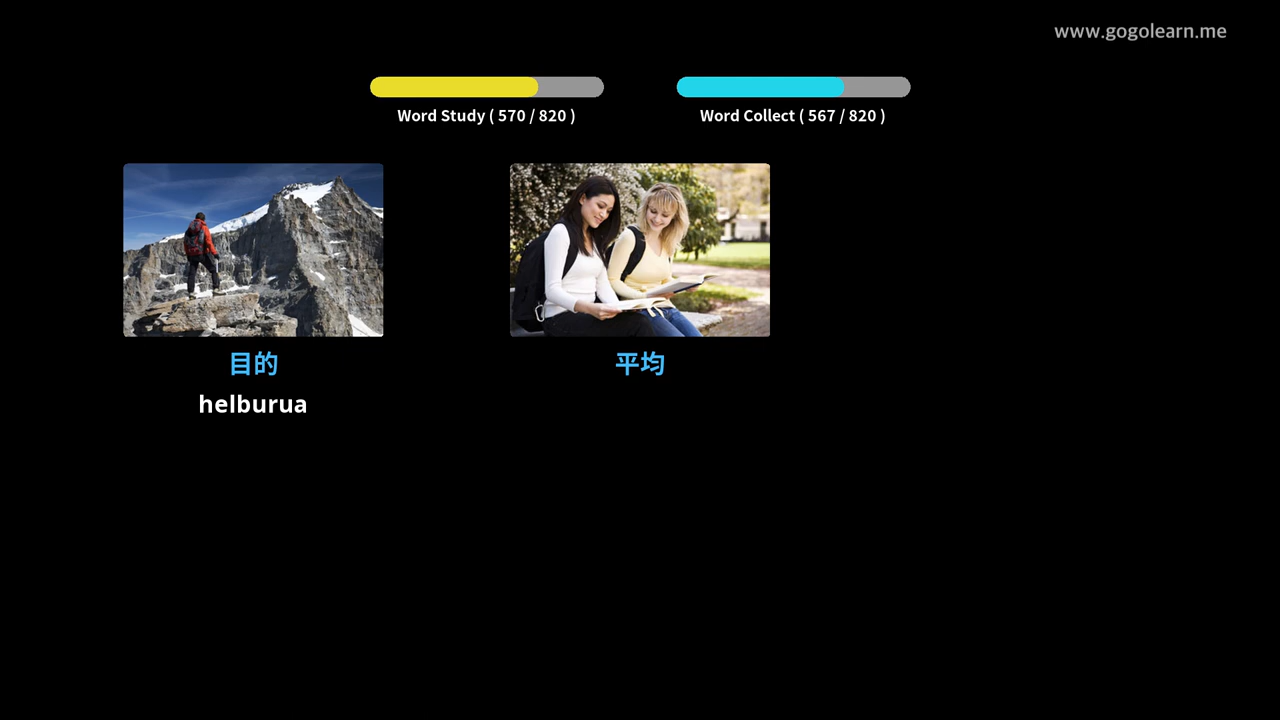 www.gogolearn.me
Word Study ( 570 / 820 )
Word Collect ( 567 / 820 )
目的
平均
helburua